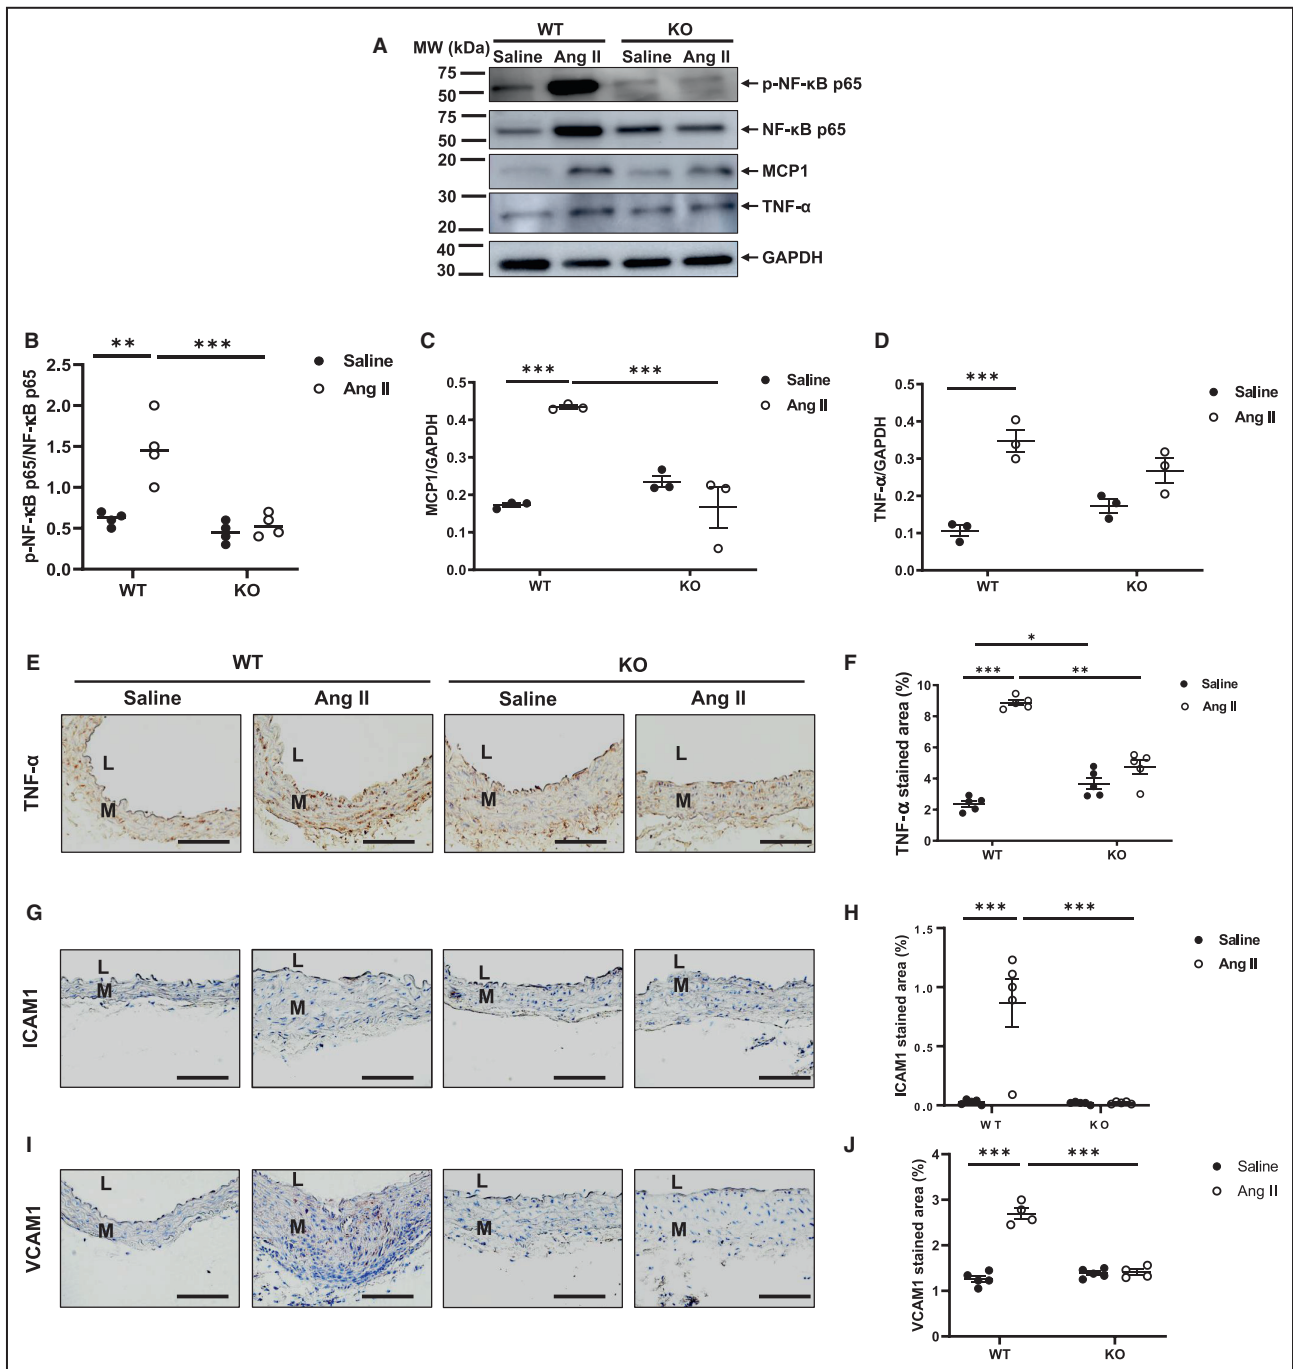 A
WT KO
MW (kDa) Saline Ang II Saline Ang II
75
50
p-NF-κB p65
75
50
NF-κB p65
20
MCP1
30
20
TNF-α
40
30
GAPDH
B
** ***
Saline
Ang II
p-NF-κB p65/NF-κB p65
2.5
2.0
1.5
1.0
0.5
0.0
WT KO
C
*** ***
Saline
Ang II
MCP1/GAPDH
0.5
0.4
0.3
0.2
0.1
0.0
WT KO
D
***
Saline
Ang II
TNF-α/GAPDH
0.5
0.4
0.3
0.2
0.1
0.0
WT KO
E
WT KO
Saline Ang II Saline Ang II
TNF-α
L L L L
M M M M
F
*
*** **
Saline
Ang II
TNF-α stained area (%)
10
8
6
4
2
0
WT KO
G
ICAM1
L L L L
M M M M
H
*** ***
Saline
Ang II
ICAM1 stained area (%)
1.5
1.0
0.5
0.0
WT KO
I
VCAM1
L L L L
M M M M
J
*** ***
Saline
Ang II
VCAM1 stained area (%)
4
3
2
1
0
WT KO